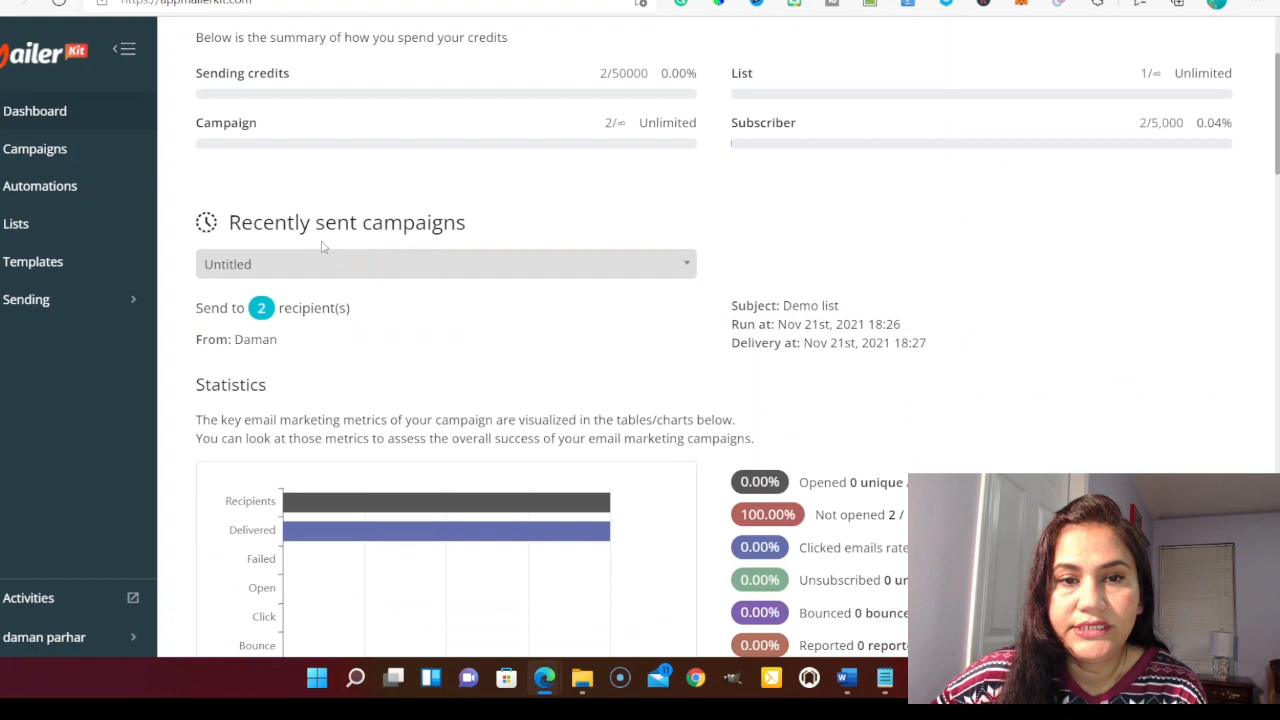 https://appmailerkit.com
ailer Kit
Dashboard
Campaigns
Automations
Lists
Templates
Sending
Activities
daman parhar
Below is the summary of how you spend your credits
Sending credits 2/50000 0.00%
List 1/∞ Unlimited
Campaign 2/∞ Unlimited
Subscriber 2/5,000 0.04%
Recently sent campaigns
Untitled
Send to 2 recipient(s)
From: Daman
Subject: Demo list
Run at: Nov 21st, 2021 18:26
Delivery at: Nov 21st, 2021 18:27
Statistics
The key email marketing metrics of your campaign are visualized in the tables/charts below.
You can look at those metrics to assess the overall success of your email marketing campaigns.
Recipients
Delivered
Failed
Open
Click
Bounce
0.00% Opened 0 unique /
100.00% Not opened 2 /
0.00% Clicked emails rate
0.00% Unsubscribed 0 un
0.00% Bounced 0 bounce
0.00% Reported 0 report
11